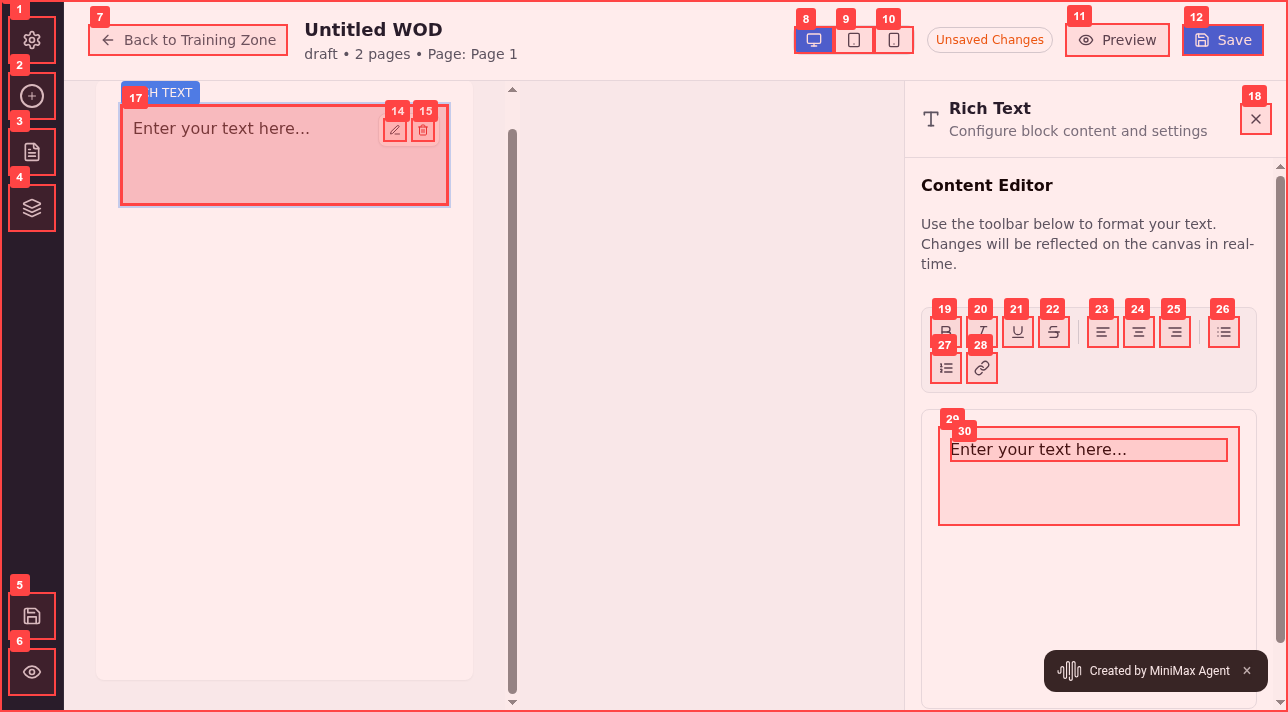 1
2
3
4
5
6
7
Back to Training Zone
Untitled WOD
draft • 2 pages • Page: Page 1
8
9
10
Unsaved Changes
11
Preview
12
Save
17
TEXT
14
15
Enter your text here...
18
Rich Text
Configure block content and settings
Content Editor
Use the toolbar below to format your text.
Changes will be reflected on the canvas in real-
time.
19
20
21
22
23
24
25
26
27
28
29
30
Enter your text here...
Created by MiniMax Agent